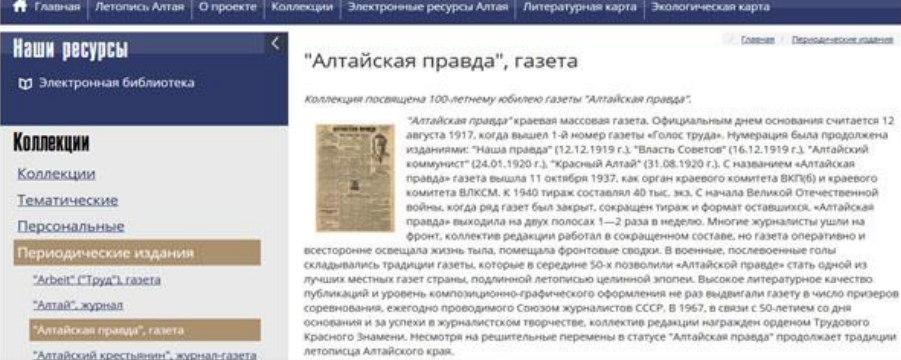 Главная Летопись Алтая О проекте Коллекции Электронные ресурсы Алтая Литературная карта Экологическая карта
Наши ресурсы
Электронная библиотека
Коллекции
Коллекции
Тематические
Персональные
Периодические издания
"Arbeit" ("Труд"), газета
"Алтай", журнал
"Алтайская правда", газета
"Алтайский крестьянин", журнал-газета
Главная / Периодические издания
"Алтайская правда", газета
Коллекция посвящена 100-летнему юбилею газеты "Алтайская правда".
"Алтайская правда" краевая массовая газета. Официальным днем основания считается 12
августа 1917, когда вышел 1-й номер газеты «Голос труда». Нумерация была продолжена
изданиями: "Наша правда" (12.12.1919 г.), "Власть Советов" (16.12.1919 г.), "Алтайский
коммунист" (24.01.1920 г.), "Красный Алтай" (31.08.1920 г.). С названием «Алтайская
правда» газета вышла 11 октября 1937, как орган краевого комитета ВКП(б) и краевого
комитета ВЛКСМ. К 1940 тираж составлял 40 тыс. экз. С начала Великой Отечественной
войны, когда ряд газет был закрыт, сокращен тираж и формат оставшихся, «Алтайская
правда» выходила на двух полосах 1—2 раза в неделю. Многие журналисты ушли на
фронт, коллектив редакции работал в сокращенном составе, но газета оперативно и
всесторонне освещала жизнь тыла, помещала фронтовые сводки. В военные, послевоенные голы
складывались традиции газеты, которые в середине 50-х позволили «Алтайской правде» стать одной из
лучших местных газет страны, подлинной летописью целинной эпопеи. Высокое литературное качество
публикаций и уровень композиционно-графического оформления не раз выдвигали газету в число призеров
соревнования, ежегодно проводимого Союзом журналистов СССР. В 1967, в связи с 50-летием со дня
основания и за успехи в журналистском творчестве, коллектив редакции награжден орденом Трудового
Красного Знамени. Несмотря на решительные перемены в статусе "Алтайская правда" продолжает традиции
летописца Алтайского края.